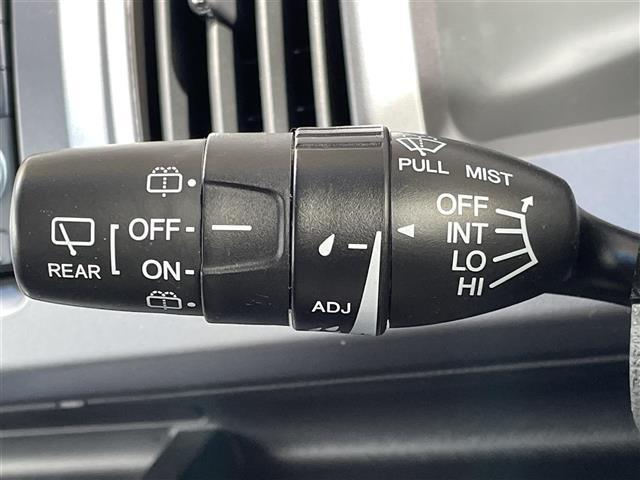 PULL MIST
OFF
INT
LO
HI
OFF
ON
REAR
ADJ